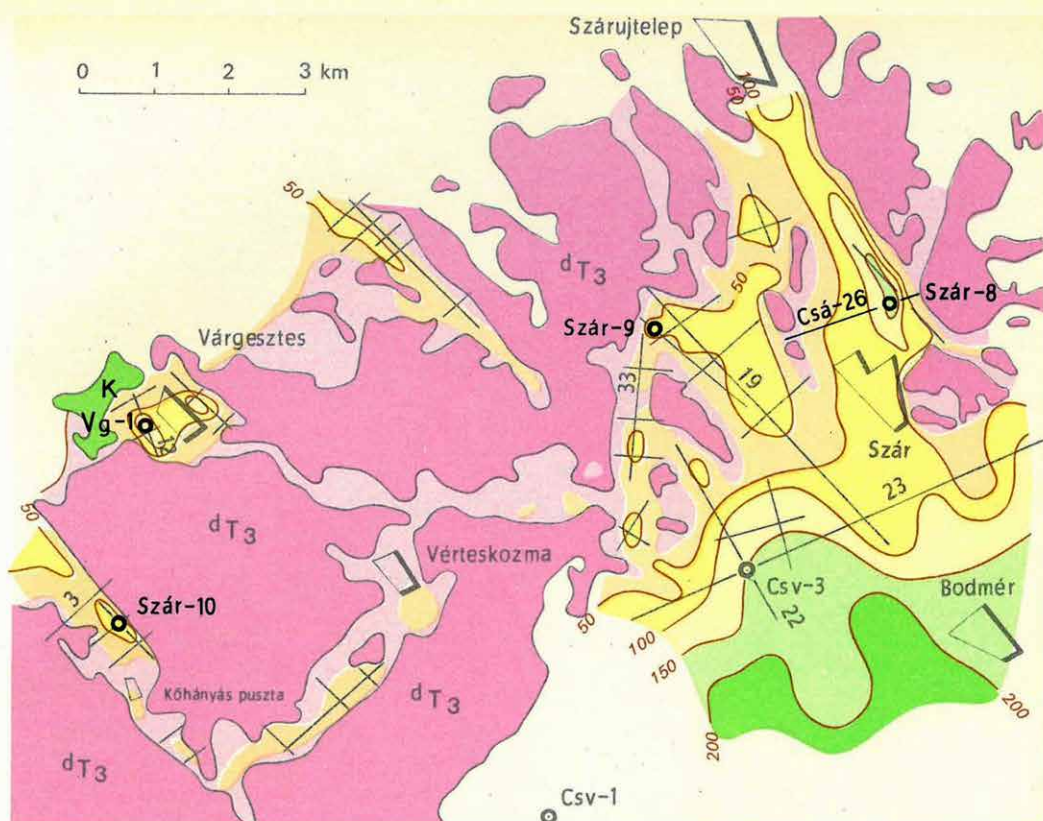 Szárujtelep
0 1 2 3 km
100
50
50
dT3
50
Szár-8
Csá-26
Szár-9
Várgesztes
33
19
K
Vg-1
Szár
23
50
dT3
Vérteskozma
Csv-3
Bodmér
3
Szár-10
22
50
100
150
Kőhányás puszta
dT3
200
200
dT3
Csv-1